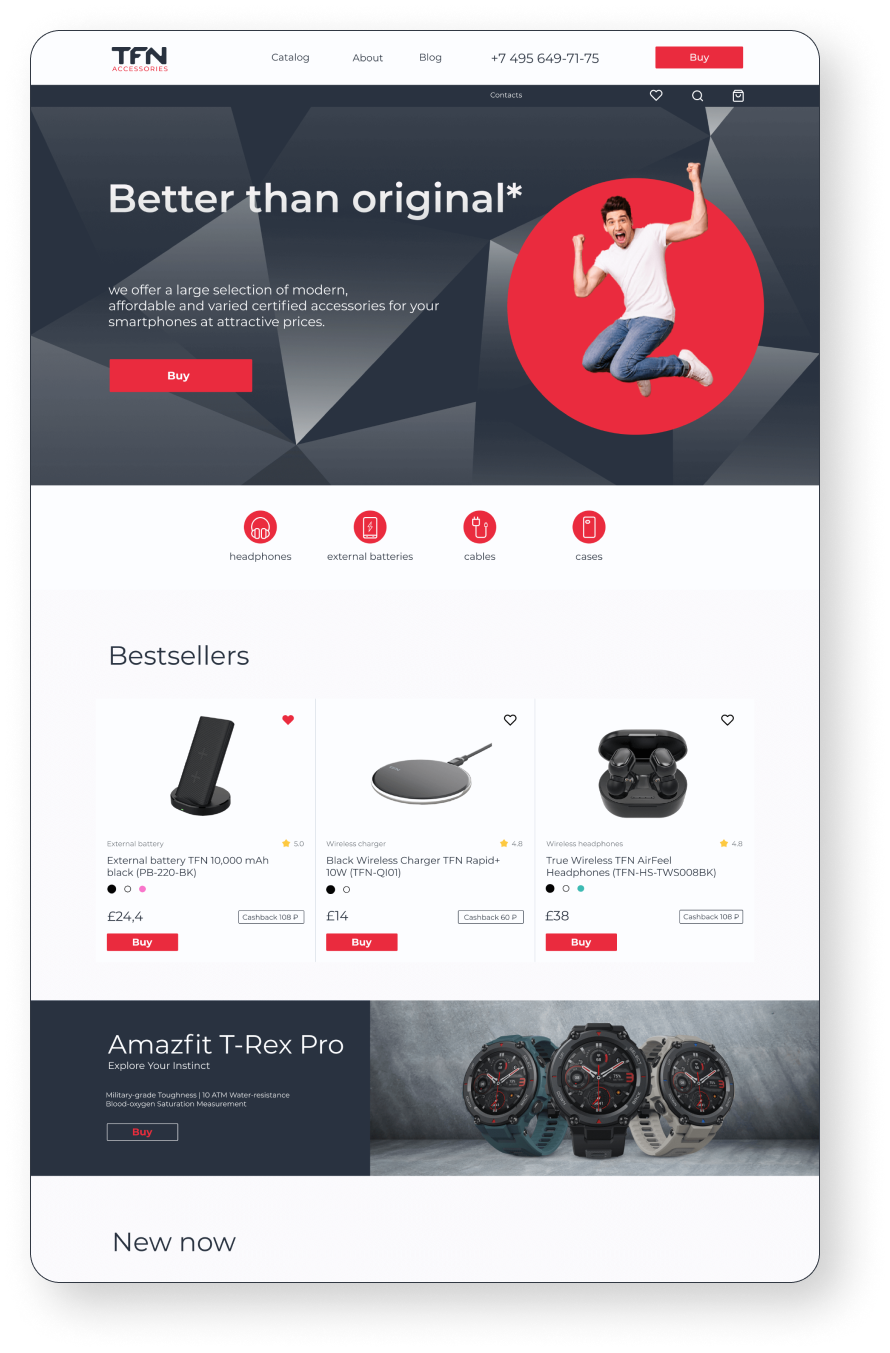 TFN
ACCESSORIES
Catalog
About
Blog
+7 495 649-71-75
Buy
Contacts
Better than original*
we offer a large selection of modern,
affordable and varied certified accessories for your
smartphones at attractive prices.
Buy
headphones
external batteries
cables
cases
Bestsellers
External battery
5.0
External battery TFN 10,000 mAh
black (PB-220-BK)
£24,4
Cashback 108 ₽
Buy
Wireless charger
4.8
Black Wireless Charger TFN Rapid+
10W (TFN-QI01)
£14
Cashback 60 ₽
Buy
Wireless headphones
4.8
True Wireless TFN AirFeel
Headphones (TFN-HS-TWS008BK)
£38
Cashback 108 ₽
Buy
Amazfit T-Rex Pro
Explore Your Instinct
Military-grade Toughness | 10 ATM Water-resistance
Blood-oxygen Saturation Measurement
Buy
New now